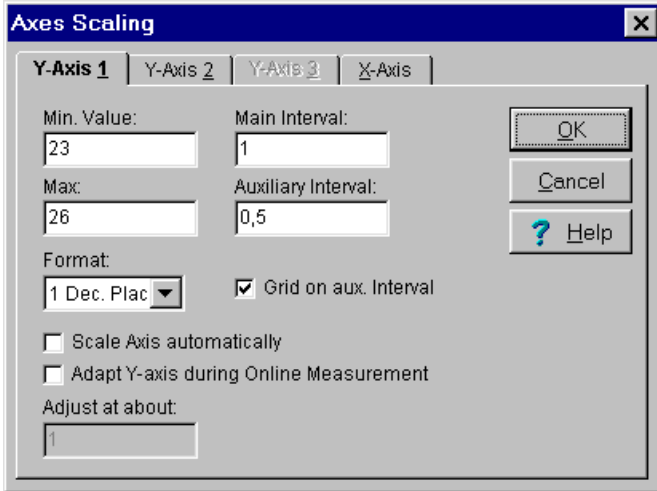 Axes Scaling
Y-Axis 1 Y-Axis 2 Y-Axis 3 X-Axis
Min. Value: Main Interval:
23 1
OK
Max: Auxiliary Interval:
Cancel
26 0,5
? Help
Format:
1 Dec. Plac Grid on aux. Interval
Scale Axis automatically
Adapt Y-axis during Online Measurement
Adjust at about:
1